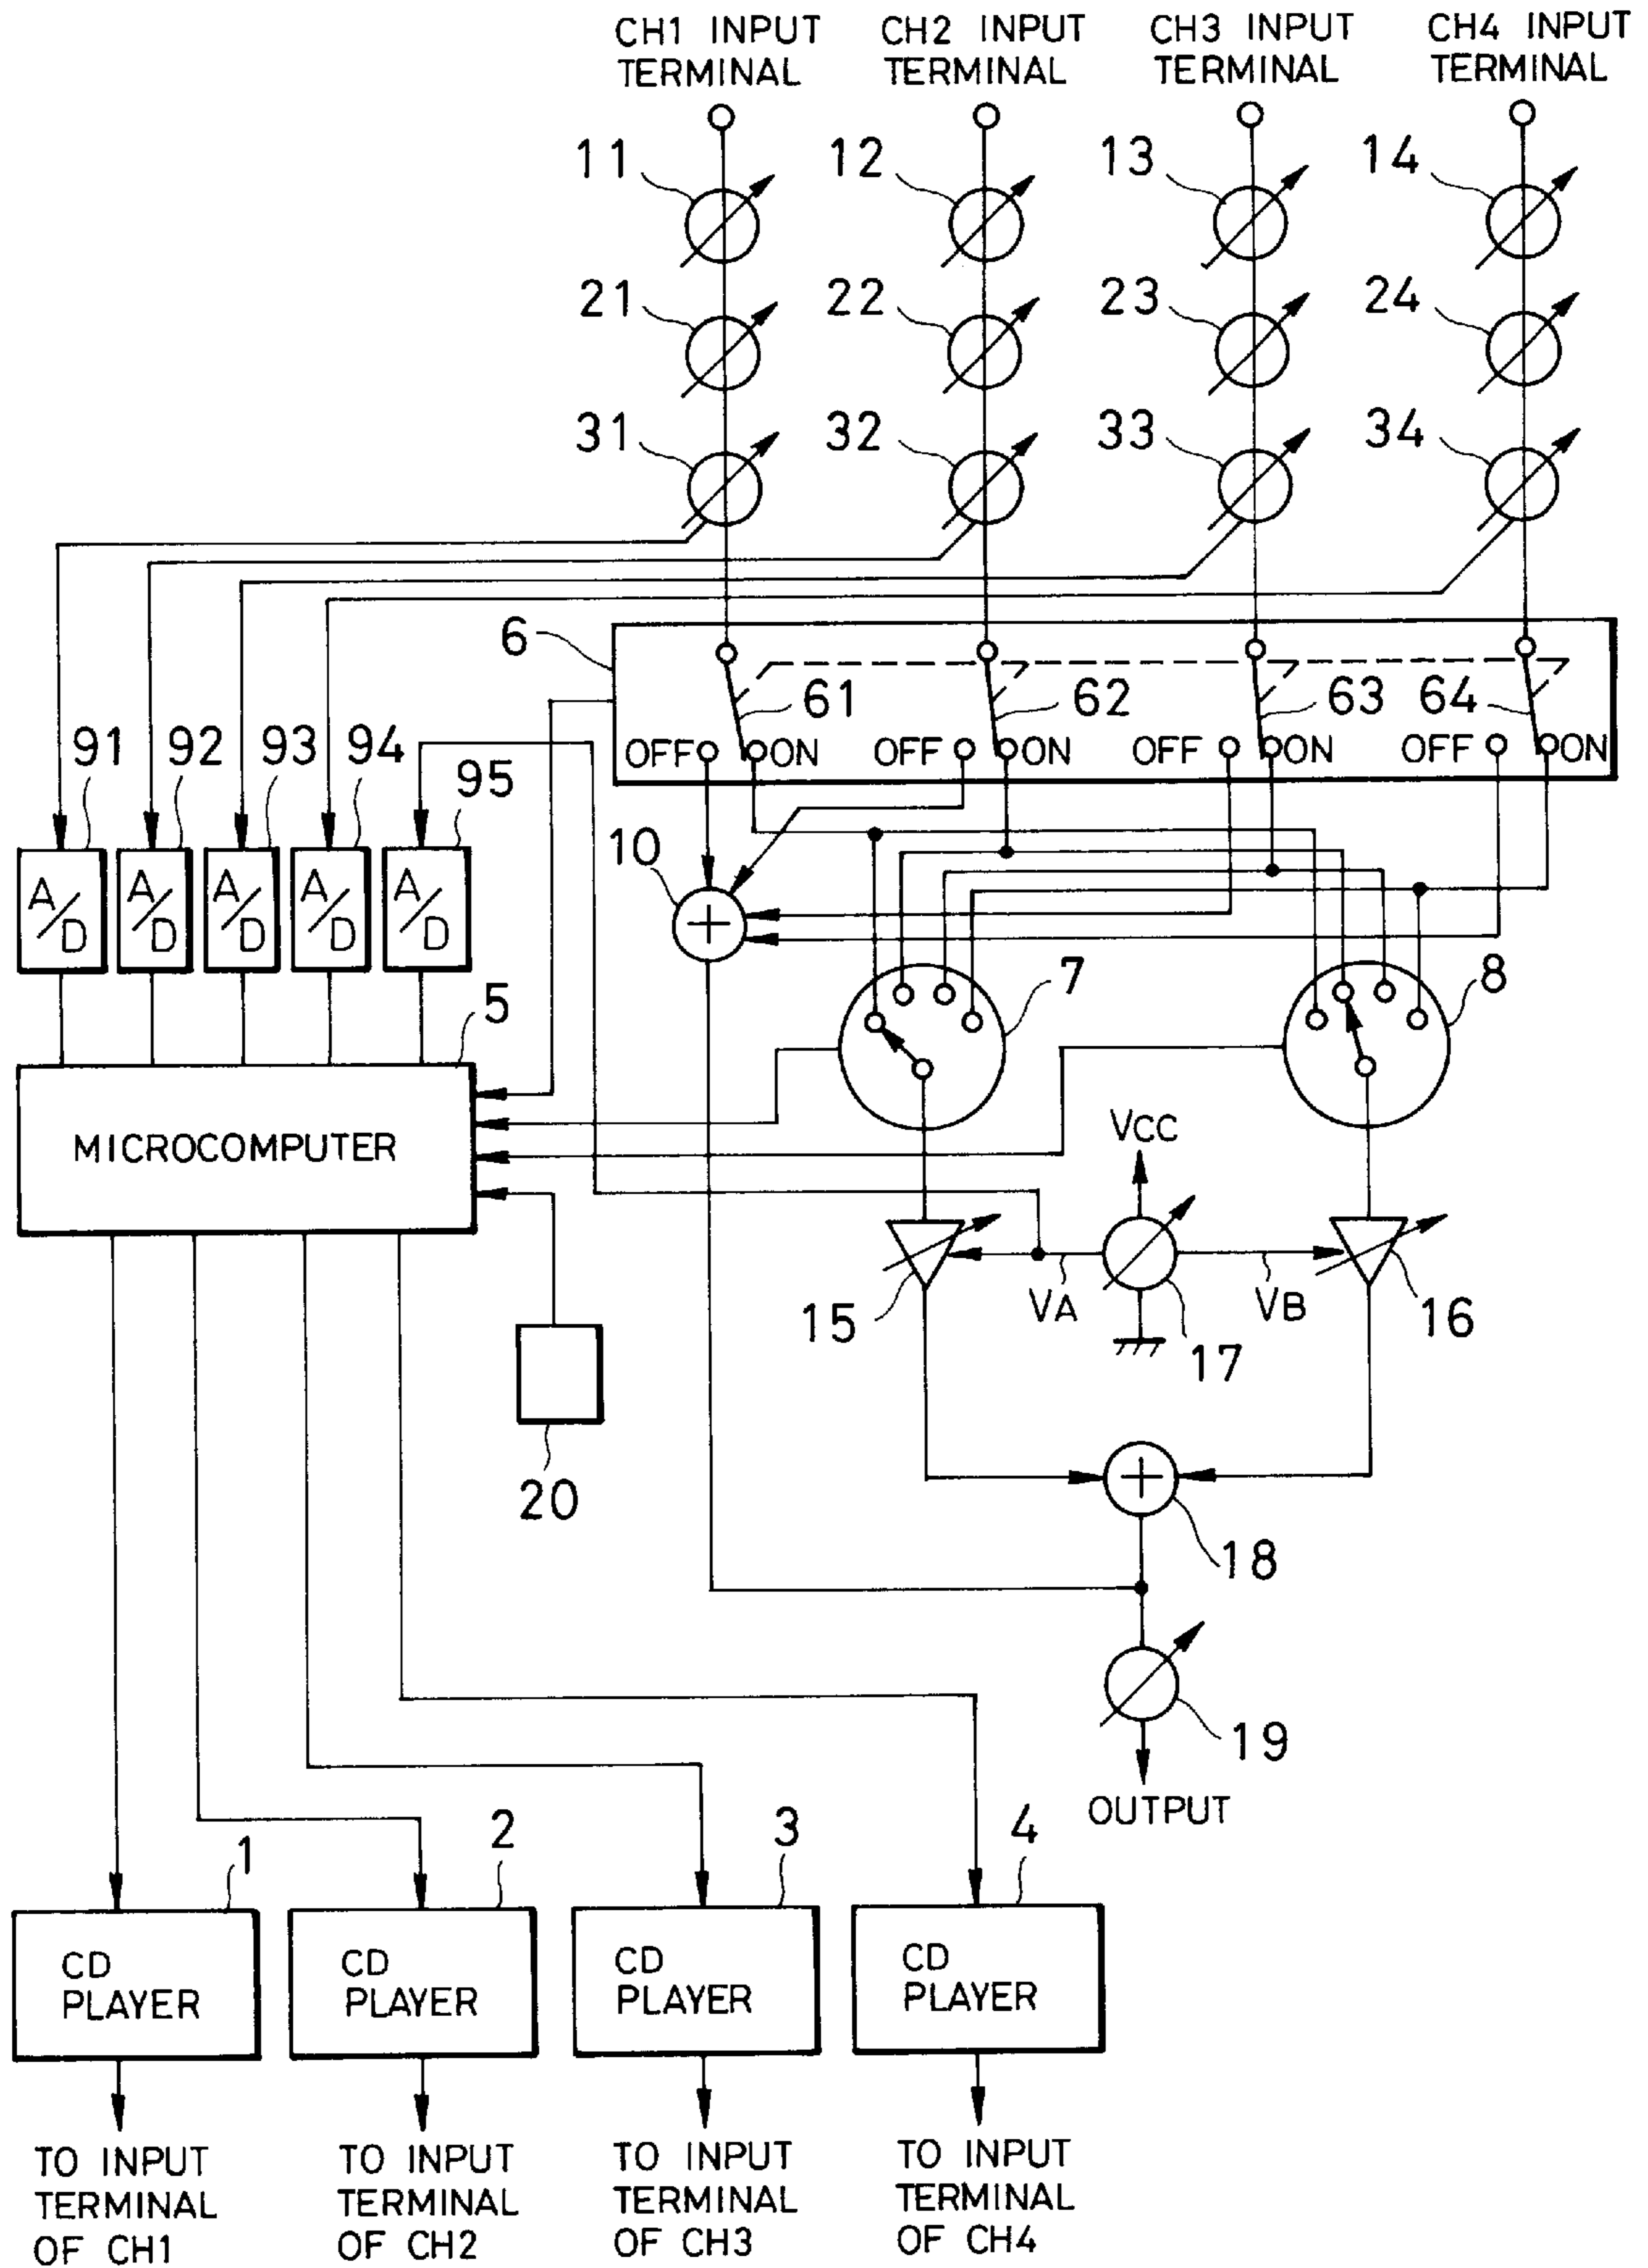 CH1 INPUT TERMINAL
CH2 INPUT TERMINAL
CH3 INPUT TERMINAL
CH4 INPUT TERMINAL
11
12
13
14
21
22
23
24
31
32
33
34
6
61
62
63
64
OFF
ON
OFF
ON
OFF
ON
OFF
ON
91
92
93
94
95
A/D
A/D
A/D
A/D
A/D
10
+
7
8
5
MICROCOMPUTER
VCC
VA
VB
15
17
16
20
+
18
19
OUTPUT
1
2
3
4
CD PLAYER
CD PLAYER
CD PLAYER
CD PLAYER
TO INPUT TERMINAL OF CH1
TO INPUT TERMINAL OF CH2
TO INPUT TERMINAL OF CH3
TO INPUT TERMINAL OF CH4